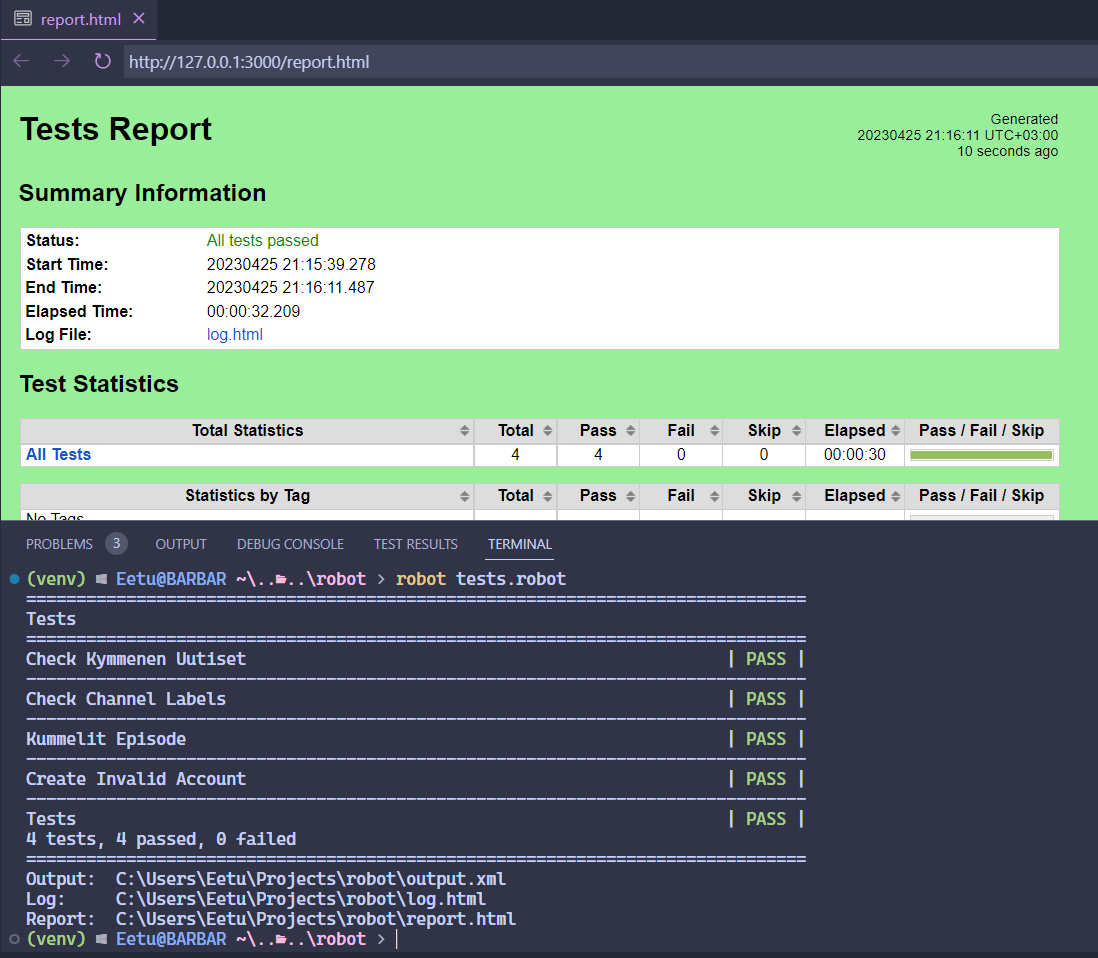 report.html
http://127.0.0.1:3000/report.html
Tests Report
Generated
20230425 21:16:11 UTC+03:00
10 seconds ago
Summary Information
Status: All tests passed
Start Time: 20230425 21:15:39.278
End Time: 20230425 21:16:11.487
Elapsed Time: 00:00:32.209
Log File: log.html
Test Statistics
Total Statistics Total Pass Fail Skip Elapsed Pass / Fail / Skip
All Tests 4 4 0 0 00:00:30
Statistics by Tag Total Pass Fail Skip Elapsed Pass / Fail / Skip
No Tags
PROBLEMS 3 OUTPUT DEBUG CONSOLE TEST RESULTS TERMINAL
(venv) Eetu@BARBAR ~\....\robot > robot tests.robot
==============================================================================
Tests
==============================================================================
Check Kymmenen Uutiset | PASS |
------------------------------------------------------------------------------
Check Channel Labels | PASS |
------------------------------------------------------------------------------
Kummelit Episode | PASS |
------------------------------------------------------------------------------
Create Invalid Account | PASS |
------------------------------------------------------------------------------
Tests | PASS |
4 tests, 4 passed, 0 failed
==============================================================================
Output: C:\Users\Eetu\Projects\robot\output.xml
Log: C:\Users\Eetu\Projects\robot\log.html
Report: C:\Users\Eetu\Projects\robot\report.html
(venv) Eetu@BARBAR ~\....\robot >